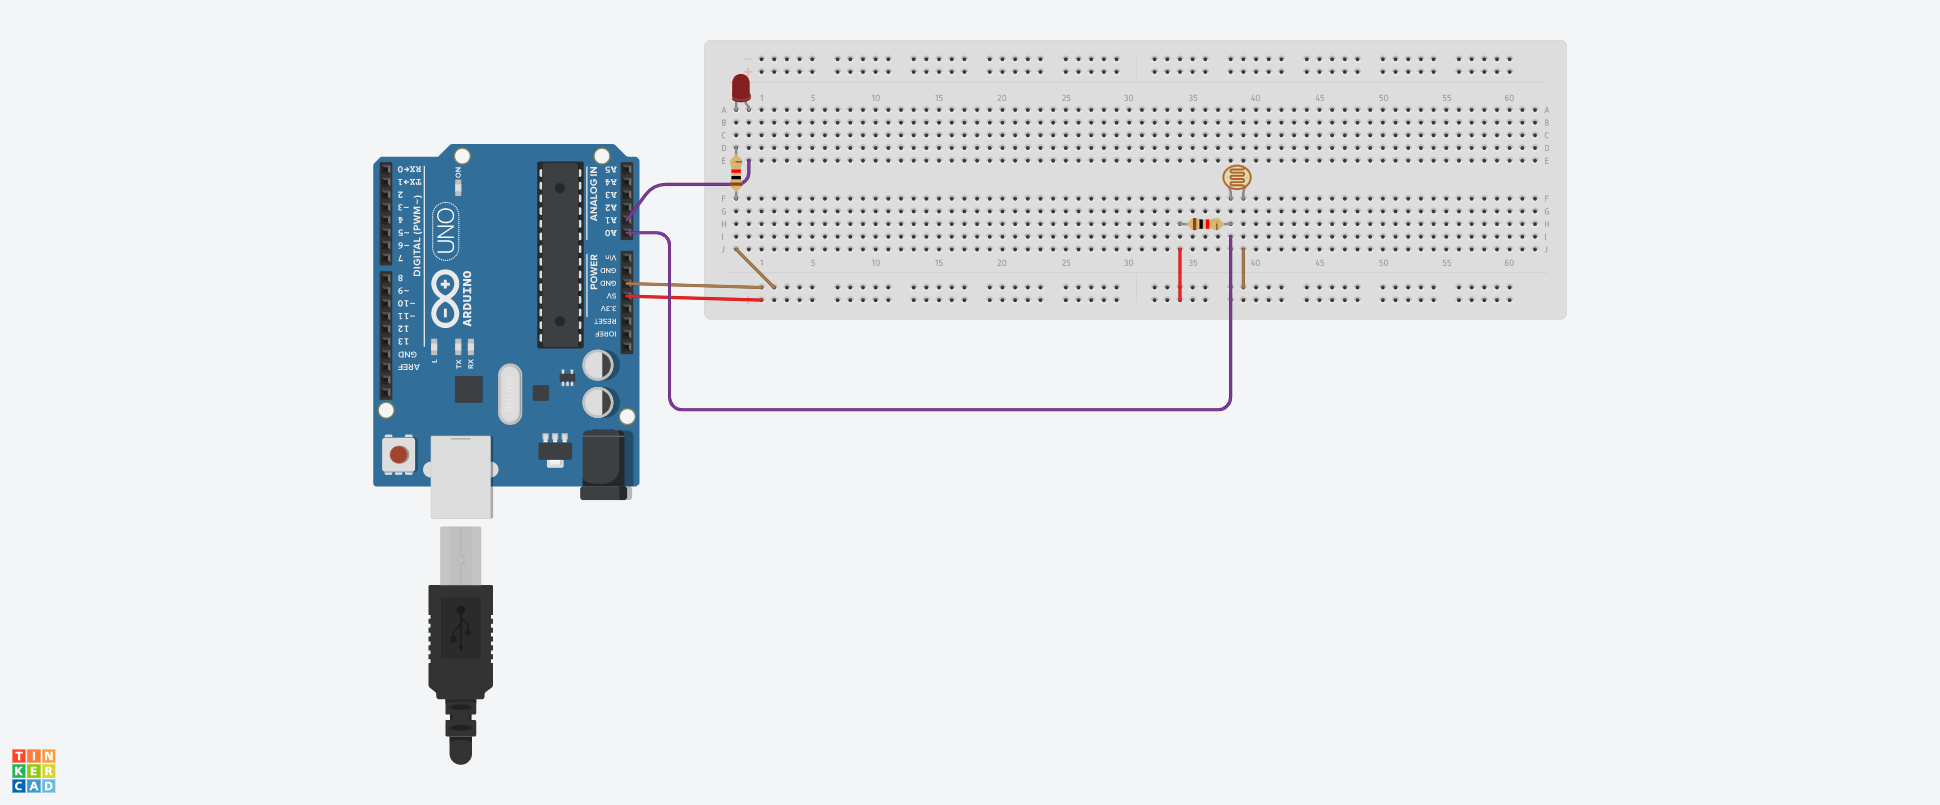 − 
+
1 5 10 15 20 25 30 35 40 45 50 55 60
A A
B B
C C
D D
E E
F F
G G
H H
I I
J J
1 5 10 15 20 25 30 35 40 45 50 55 60
RX←0
TX→1
2
~3
4
~5
~6
7
8
~9
~10
~11
12
13
GND
AREF
DIGITAL (PWM~)
ON
UNO
ARDUINO
L
TX
RX
ANALOG IN
A5
A4
A3
A2
A1
A0
POWER
Vin
GND
GND
5V
3.3V
RESET
IOREF
TIN
KER
CAD